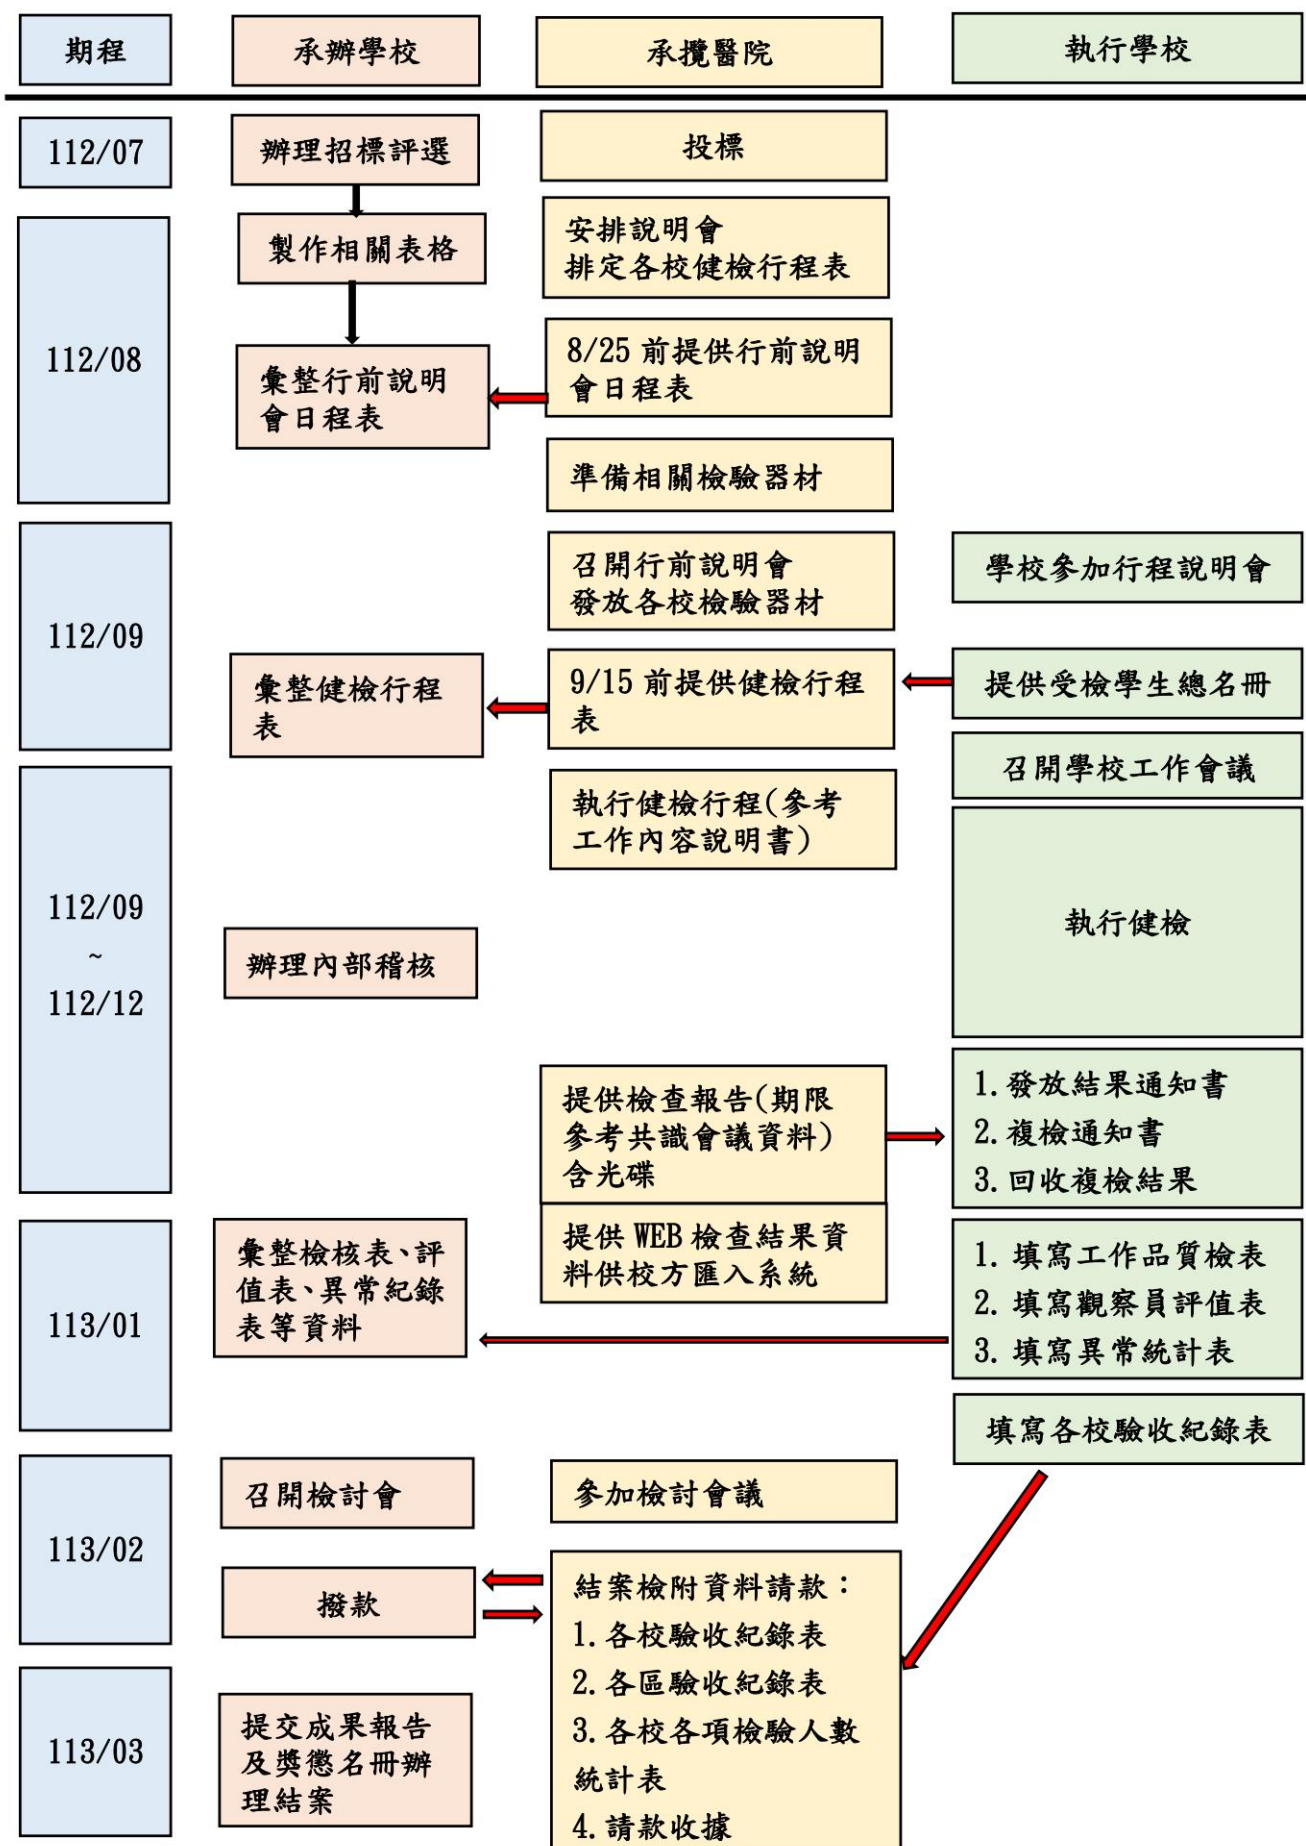 期程
承辦學校
承攬醫院
執行學校
112/07
辦理招標評選
投標
112/08
製作相關表格
安排說明會
排定各校健檢行程表
彙整行前說明
會日程表
8/25 前提供行前說明
會日程表
準備相關檢驗器材
112/09
召開行前說明會
發放各校檢驗器材
學校參加行程說明會
彙整健檢行程
表
9/15 前提供健檢行程
表
提供受檢學生總名冊
召開學校工作會議
112/09
~
112/12
執行健檢行程(參考
工作內容說明書)
執行健檢
辦理內部稽核
提供檢查報告(期限
參考共識會議資料)
含光碟
1.發放結果通知書
2.複檢通知書
3.回收複檢結果
113/01
彙整檢核表、評
值表、異常紀錄
表等資料
提供 WEB 檢查結果資
料供校方匯入系統
1. 填寫工作品質檢表
2. 填寫觀察員評值表
3. 填寫異常統計表
填寫各校驗收紀錄表
113/02
召開檢討會
參加檢討會議
撥款
結案檢附資料請款：
1.各校驗收紀錄表
2.各區驗收紀錄表
3.各校各項檢驗人數
統計表
4.請款收據
113/03
提交成果報告
及獎懲名冊辦
理結案